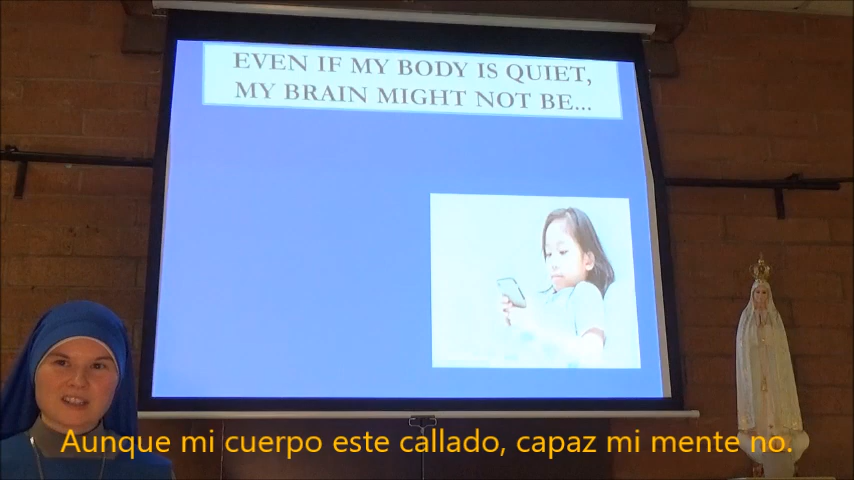 EVEN IF MY BODY IS QUIET,
MY BRAIN MIGHT NOT BE...
Aunque mi cuerpo este callado, capaz mi mente no.